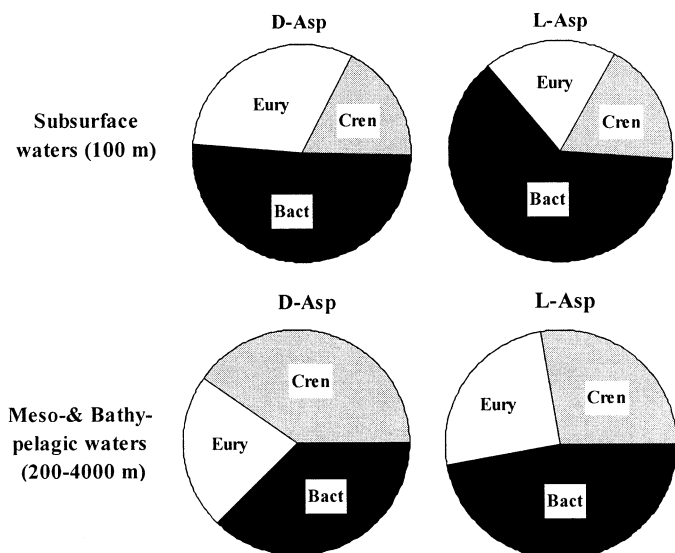 D-Asp
L-Asp
Subsurface
waters (100 m)
Eury
Cren
Bact
Eury
Cren
Bact
D-Asp
L-Asp
Meso-& Bathy-
pelagic waters
(200-4000 m)
Cren
Eury
Bact
Eury
Cren
Bact